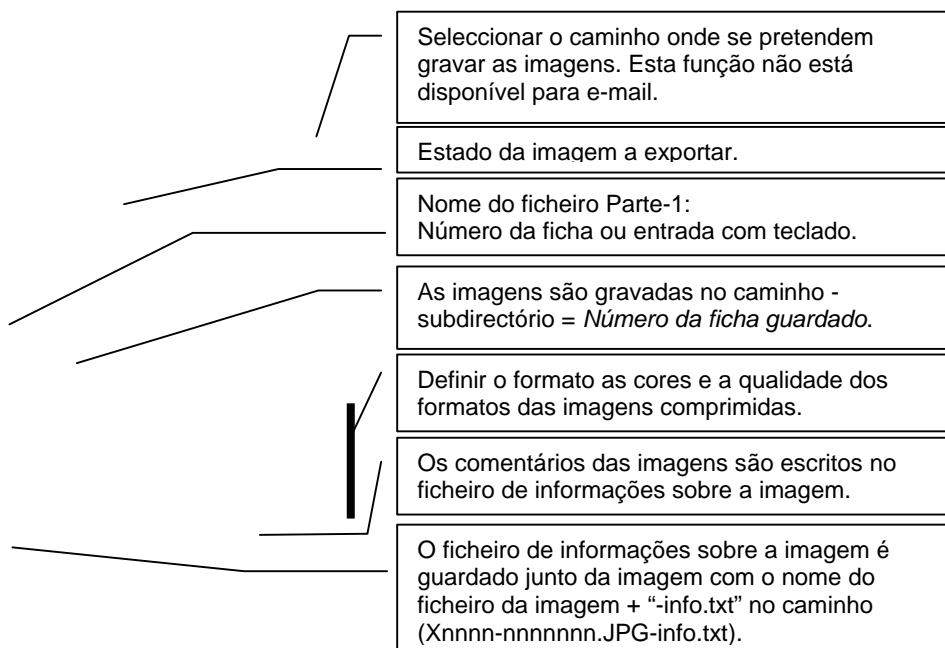 Seleccionar o caminho onde se pretendem
gravar as imagens. Esta função não está
disponível para e-mail.
Estado da imagem a exportar.
Nome do ficheiro Parte-1:
Número da ficha ou entrada com teclado.
As imagens são gravadas no caminho -
subdirectório = Número da ficha guardado.
Definir o formato as cores e a qualidade dos
formatos das imagens comprimidas.
Os comentários das imagens são escritos no
ficheiro de informações sobre a imagem.
O ficheiro de informações sobre a imagem é
guardado junto da imagem com o nome do
ficheiro da imagem + “-info.txt” no caminho
(Xnnnn-nnnnnnn.JPG-info.txt).